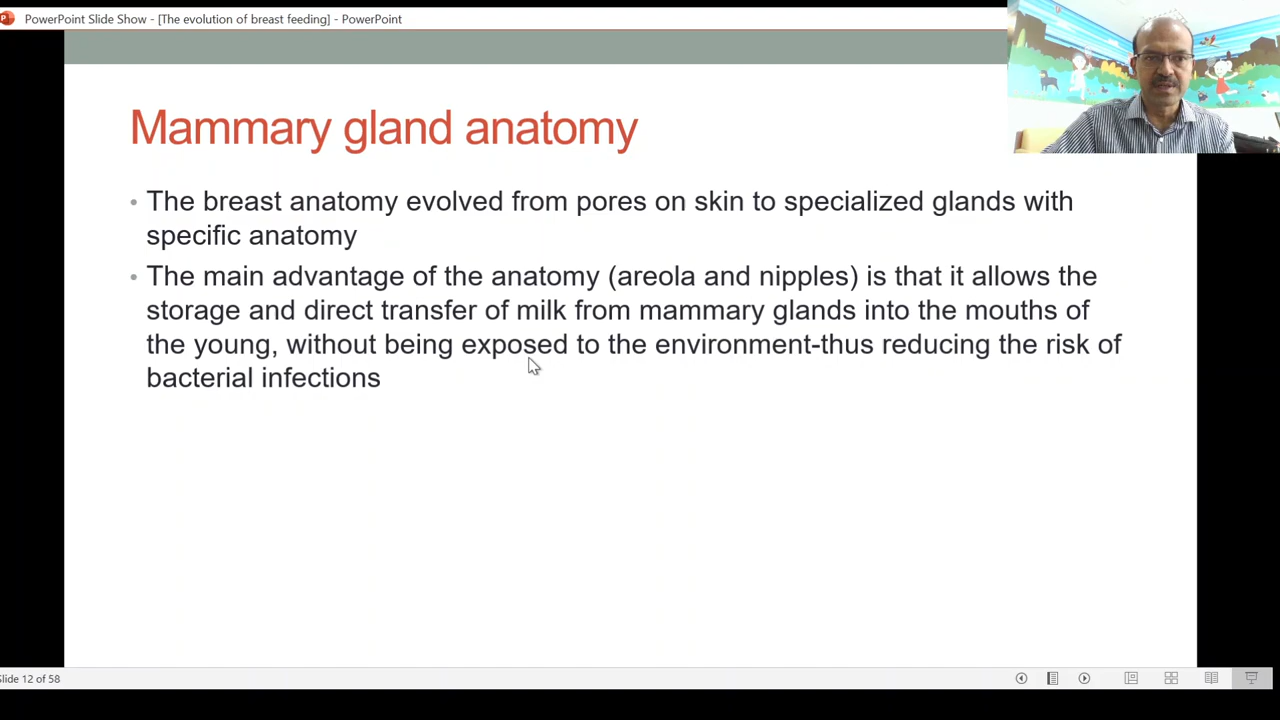 PowerPoint Slide Show - [The evolution of breast feeding] - PowerPoint
Mammary gland anatomy
• The breast anatomy evolved from pores on skin to specialized glands with
specific anatomy
• The main advantage of the anatomy (areola and nipples) is that it allows the
storage and direct transfer of milk from mammary glands into the mouths of
the young, without being exposed to the environment-thus reducing the risk of
bacterial infections
Slide 12 of 58